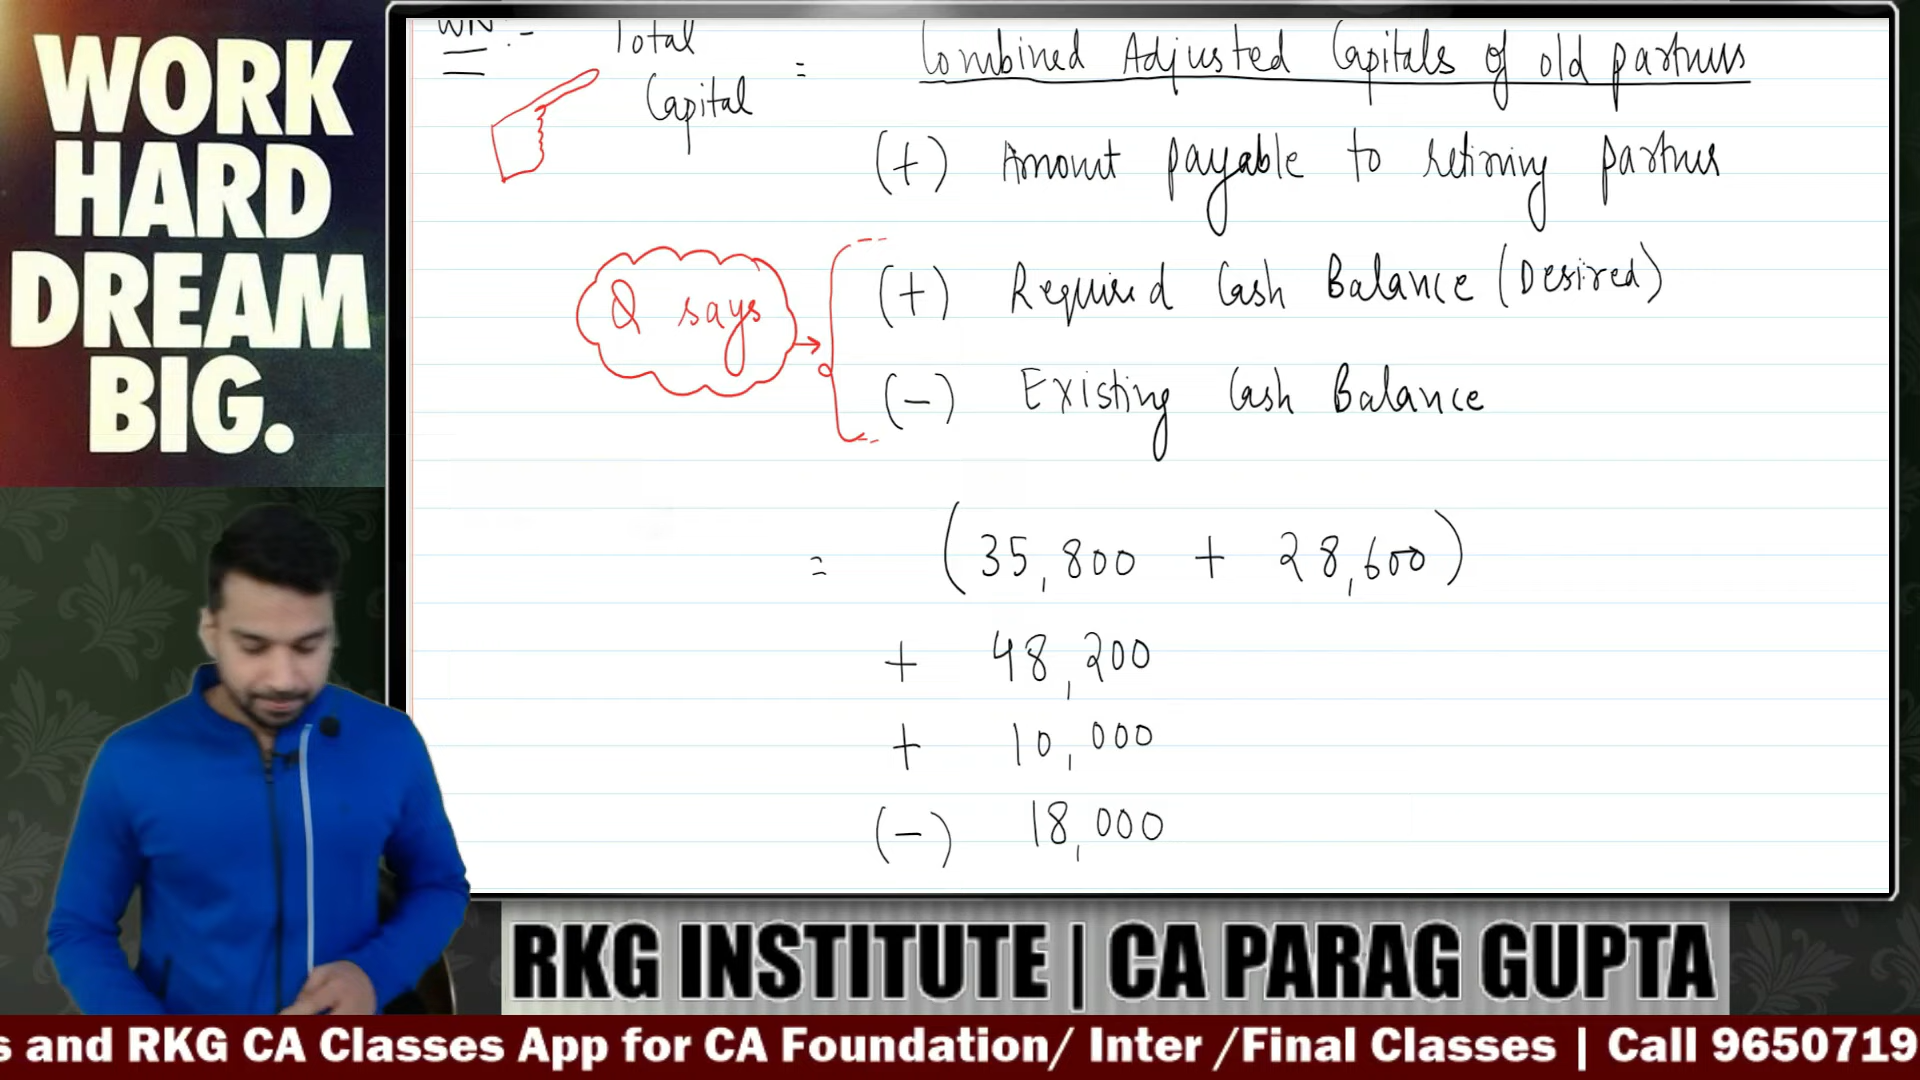 WORK
HARD
DREAM
BIG.
WN :- Total Capital = Combined Adjusted Capitals of old partners
(+) Amount payable to retiring partner
Q says
(+) Required Cash Balance (Desired)
(-) Existing Cash Balance
= (35,800 + 28,600)
+ 48,200
+ 10,000
(-) 18,000
RKG INSTITUTE | CA PARAG GUPTA
s and RKG CA Classes App for CA Foundation/ Inter /Final Classes | Call 9650719